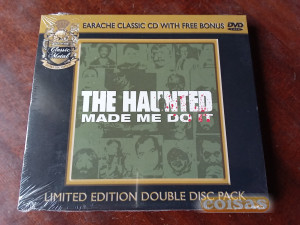 EARACHE CLASSIC CD WITH FREE BONUS DVD
Classic
Metal
THE HAUNTED
MADE ME DO IT
LIMITED EDITION DOUBLE DISC PACK
coisas